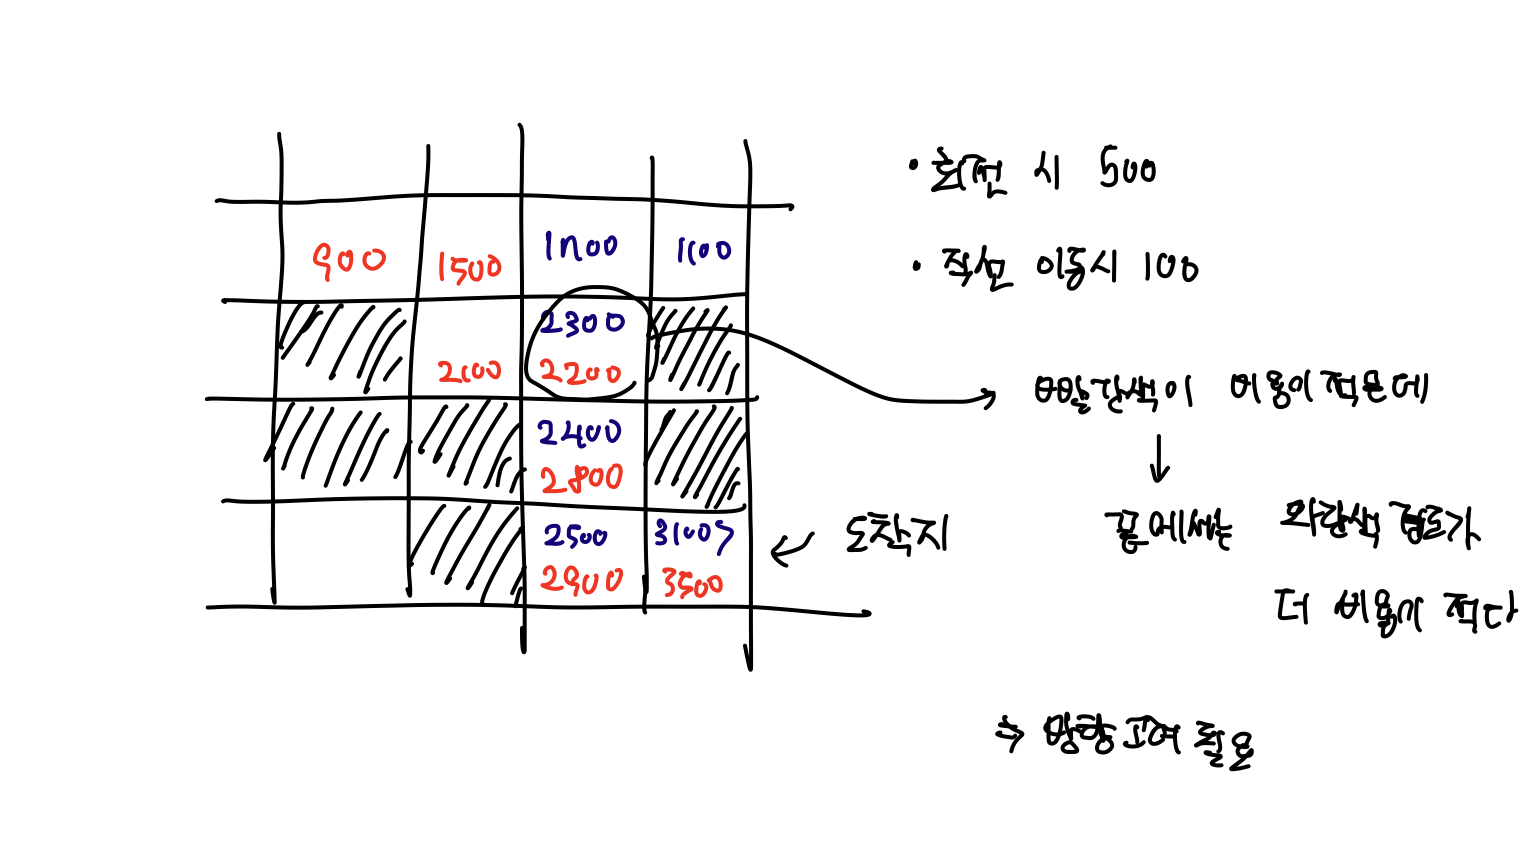 • 회전 시 500
900 1500 1700 1100
• 직선 이동시 100
2300
2100 2200
빨간색이 비용이 적은데
2400
2800
끝에서는 파란색 경로가
2500 3100
도착지
2900 3500
더 비용이 적다
⇒ 방향 고려 필요